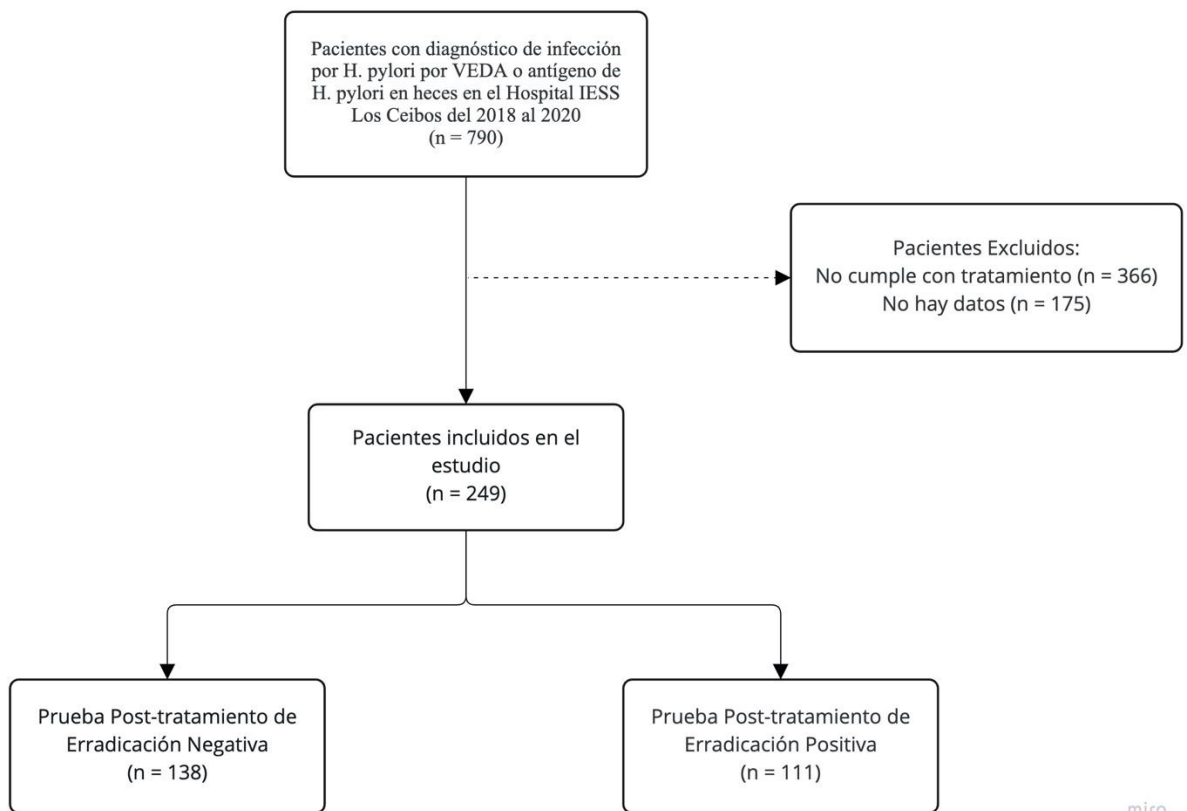 Pacientes con diagnóstico de infección
por H. pylori por VEDA o antígeno de
H. pylori en heces en el Hospital IESS
Los Ceibos del 2018 al 2020
(n = 790)
Pacientes Excluidos:
No cumple con tratamiento (n = 366)
No hay datos (n = 175)
Pacientes incluidos en el
estudio
(n = 249)
Prueba Post-tratamiento de
Erradicación Negativa
(n = 138)
Prueba Post-tratamiento de
Erradicación Positiva
(n = 111)
miro